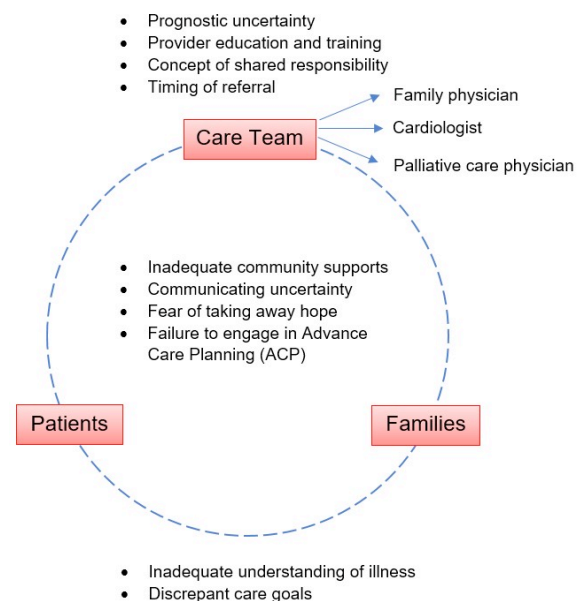 • Prognostic uncertainty
• Provider education and training
• Concept of shared responsibility
• Timing of referral
Family physician
Cardiologist
Palliative care physician
Care Team
• Inadequate community supports
• Communicating uncertainty
• Fear of taking away hope
• Failure to engage in Advance
Care Planning (ACP)
Patients
Families
• Inadequate understanding of illness
• Discrepant care goals